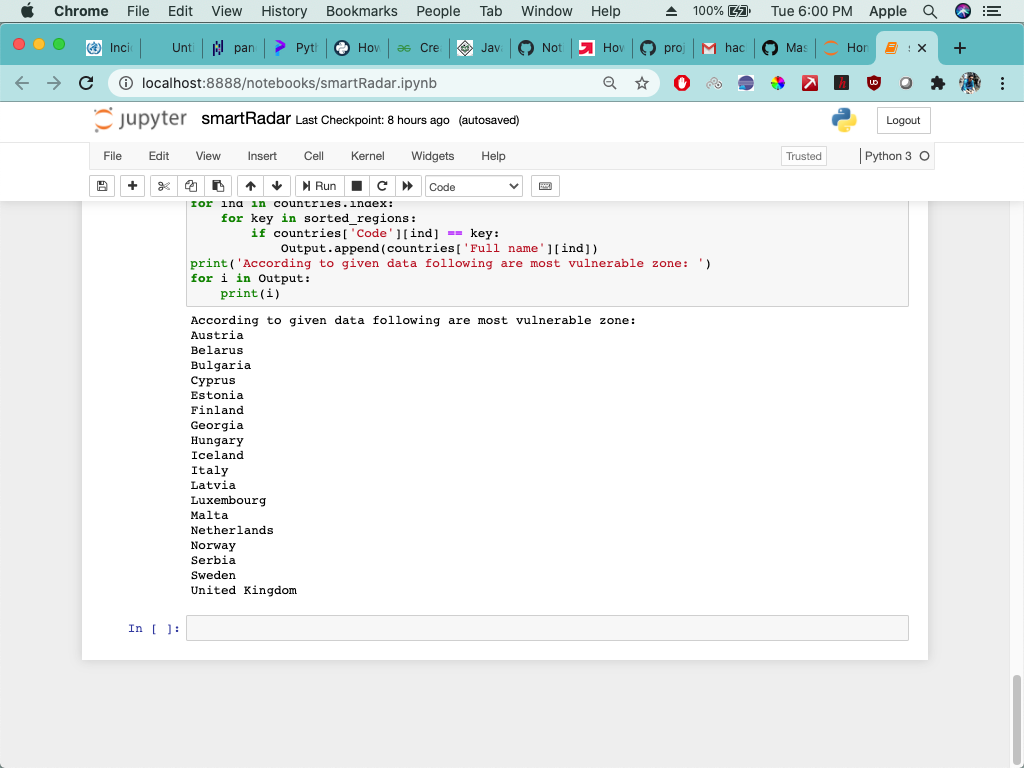 Chrome File Edit View History Bookmarks People Tab Window Help 100% Tue 6:00 PM Apple
Inci Unti pan Pyt How Cre Java Not How proj hac Mas Hom s
localhost:8888/notebooks/smartRadar.ipynb
jupyter smartRadar Last Checkpoint: 8 hours ago (autosaved) Logout
File Edit View Insert Cell Kernel Widgets Help Trusted Python 3
Run Code
for ind in countries.index:
    for key in sorted_regions:
        if countries['Code'][ind] == key:
            Output.append(countries['Full name'][ind])
print('According to given data following are most vulnerable zone: ')
for i in Output:
    print(i)
According to given data following are most vulnerable zone:
Austria
Belarus
Bulgaria
Cyprus
Estonia
Finland
Georgia
Hungary
Iceland
Italy
Latvia
Luxembourg
Malta
Netherlands
Norway
Serbia
Sweden
United Kingdom
In [ ]: